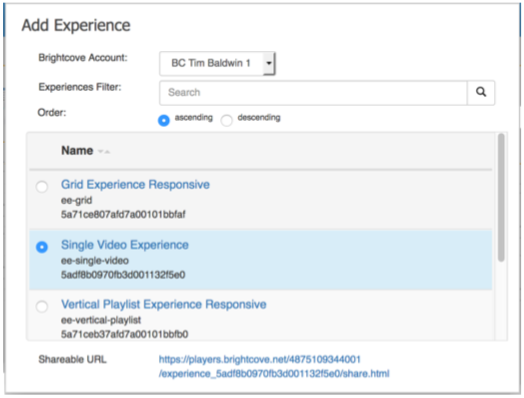 Add Experience
Brightcove Account: BC Tim Baldwin 1
Experiences Filter: Search
Order: ascending descending
Name
Grid Experience Responsive
ee-grid
5a71ce807afd7a00101bbfaf
Single Video Experience
ee-single-video
5adf8b0970fb3d001132f5e0
Vertical Playlist Experience Responsive
ee-vertical-playlist
5a71ceb37afd7a00101bbfb0
Shareable URL https://players.brightcove.net/4875109344001
/experience_5adf8b0970fb3d001132f5e0/share.html